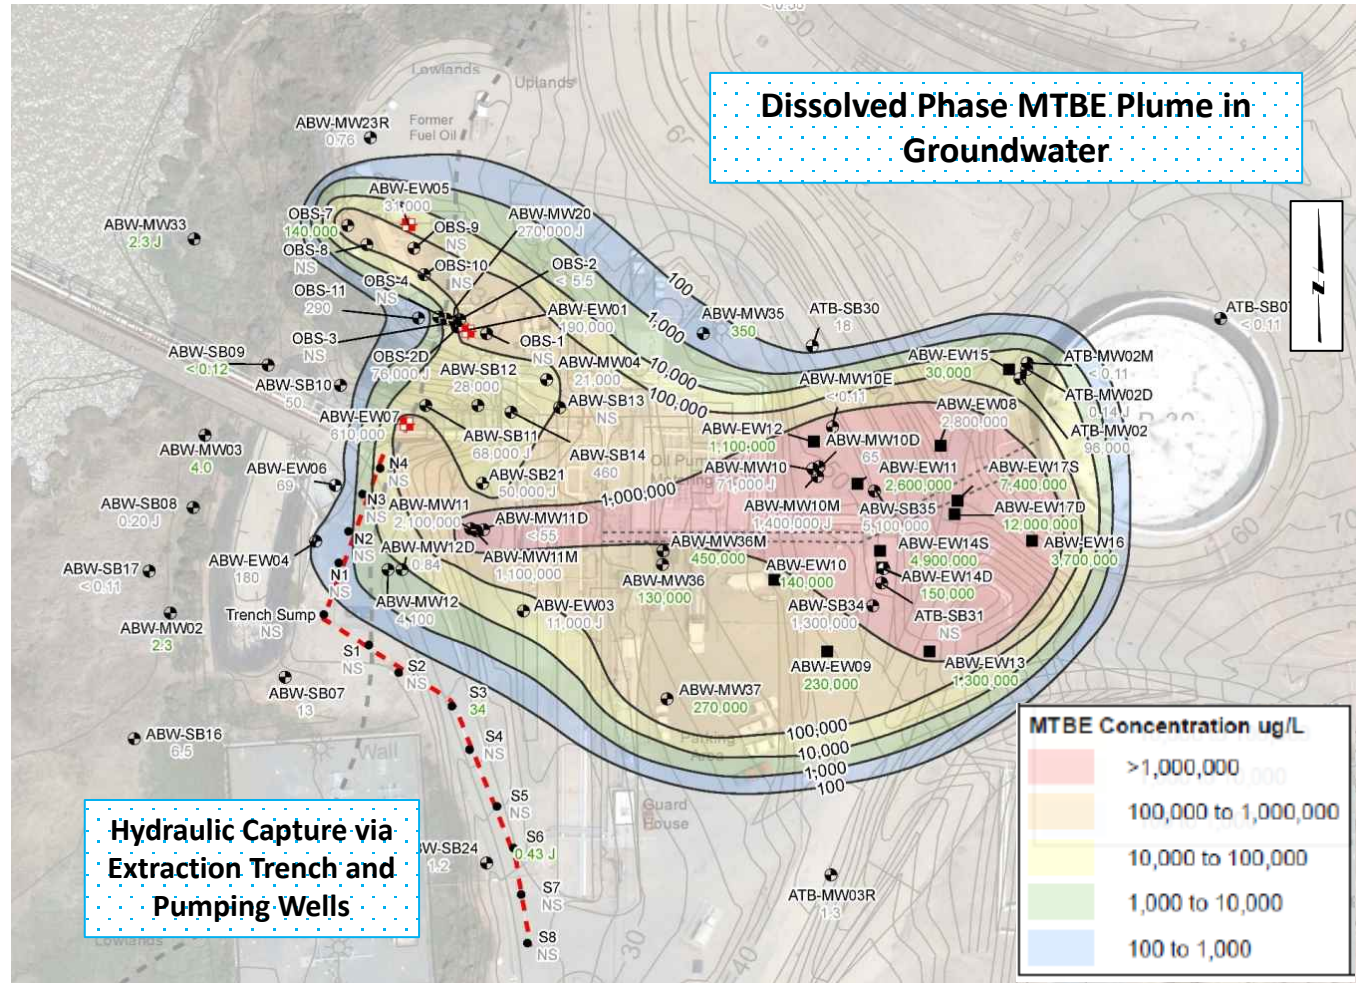 < 0.55
50
Lowlands
Uplands
60
Dissolved Phase MTBE Plume in
Groundwater
Former
Fuel Oil
ABW-MW23R
0.76
ABW-EW05
31,000
OBS-7
140,000
OBS-9
NS
ABW-MW20
270,000 J
ABW-MW33
2.3 J
OBS-8
NS
OBS-10
NS
OBS-2
< 5.5
OBS-4
NS
OBS-11
290
100
ABW-EW01
190,000
ABW-MW35
350
ATB-SB30
18
ATB-SB07
< 0.11
1,000
OBS-3
NS
OBS-1
NS
OBS-2D
76,000 J
ABW-SB09
< 0.12
ABW-SB12
28,000
ABW-MW04
21,000
10,000
ABW-EW15
30,000
ATB-MW02M
< 0.11
ABW-SB10
50
ABW-MW10E
<0.11
ATB-MW02D
0.14 J
100,000
ABW-SB13
NS
ABW-EW08
2,800,000
ABW-EW07
610,000
ABW-EW12
1,100,000
ATB-MW02
96,000
ABW-SB11
68,000 J
ABW-MW10D
65
ABW-MW03
4.0
ABW-SB14
460
ABW-EW06
69
N4
NS
ABW-SB21
50,000 J
ABW-MW10
71,000 J
ABW-EW11
2,600,000
ABW-EW17S
7,400,000
1,000,000
N3
NS
ABW-MW11
2,100,000
ABW-MW10M
1,400,000 J
ABW-SB35
5,100,000
ABW-EW17D
12,000,000
ABW-SB08
0.20 J
ABW-MW11D
< 55
N2
NS
ABW-MW12D
0.84
ABW-MW11M
1,100,000
ABW-MW36M
450,000
ABW-EW14S
4,900,000
ABW-EW16
3,700,000
ABW-EW04
180
ABW-SB17
< 0.11
N1
NS
ABW-MW36
130,000
ABW-EW10
140,000
ABW-EW14D
150,000
ABW-MW12
4,100
ABW-EW03
11,000 J
ABW-SB34
1,300,000
ATB-SB31
NS
Trench Sump
NS
ABW-MW02
2.3
S1
NS
S2
NS
ABW-EW09
230,000
ABW-EW13
1,300,000
ABW-SB07
13
S3
34
ABW-MW37
270,000
ABW-SB16
6.5
S4
NS
Wall
100,000
10,000
1,000
100
Parking
Area
Guard
House
S5
NS
S6
0.43 J
S7
NS
S8
NS
1.2
ATB-MW03R
1.3
30
40
Hydraulic Capture via
Extraction Trench and
Pumping Wells
Lowlands
MTBE Concentration ug/L
>1,000,000
100,000 to 1,000,000
10,000 to 100,000
1,000 to 10,000
100 to 1,000